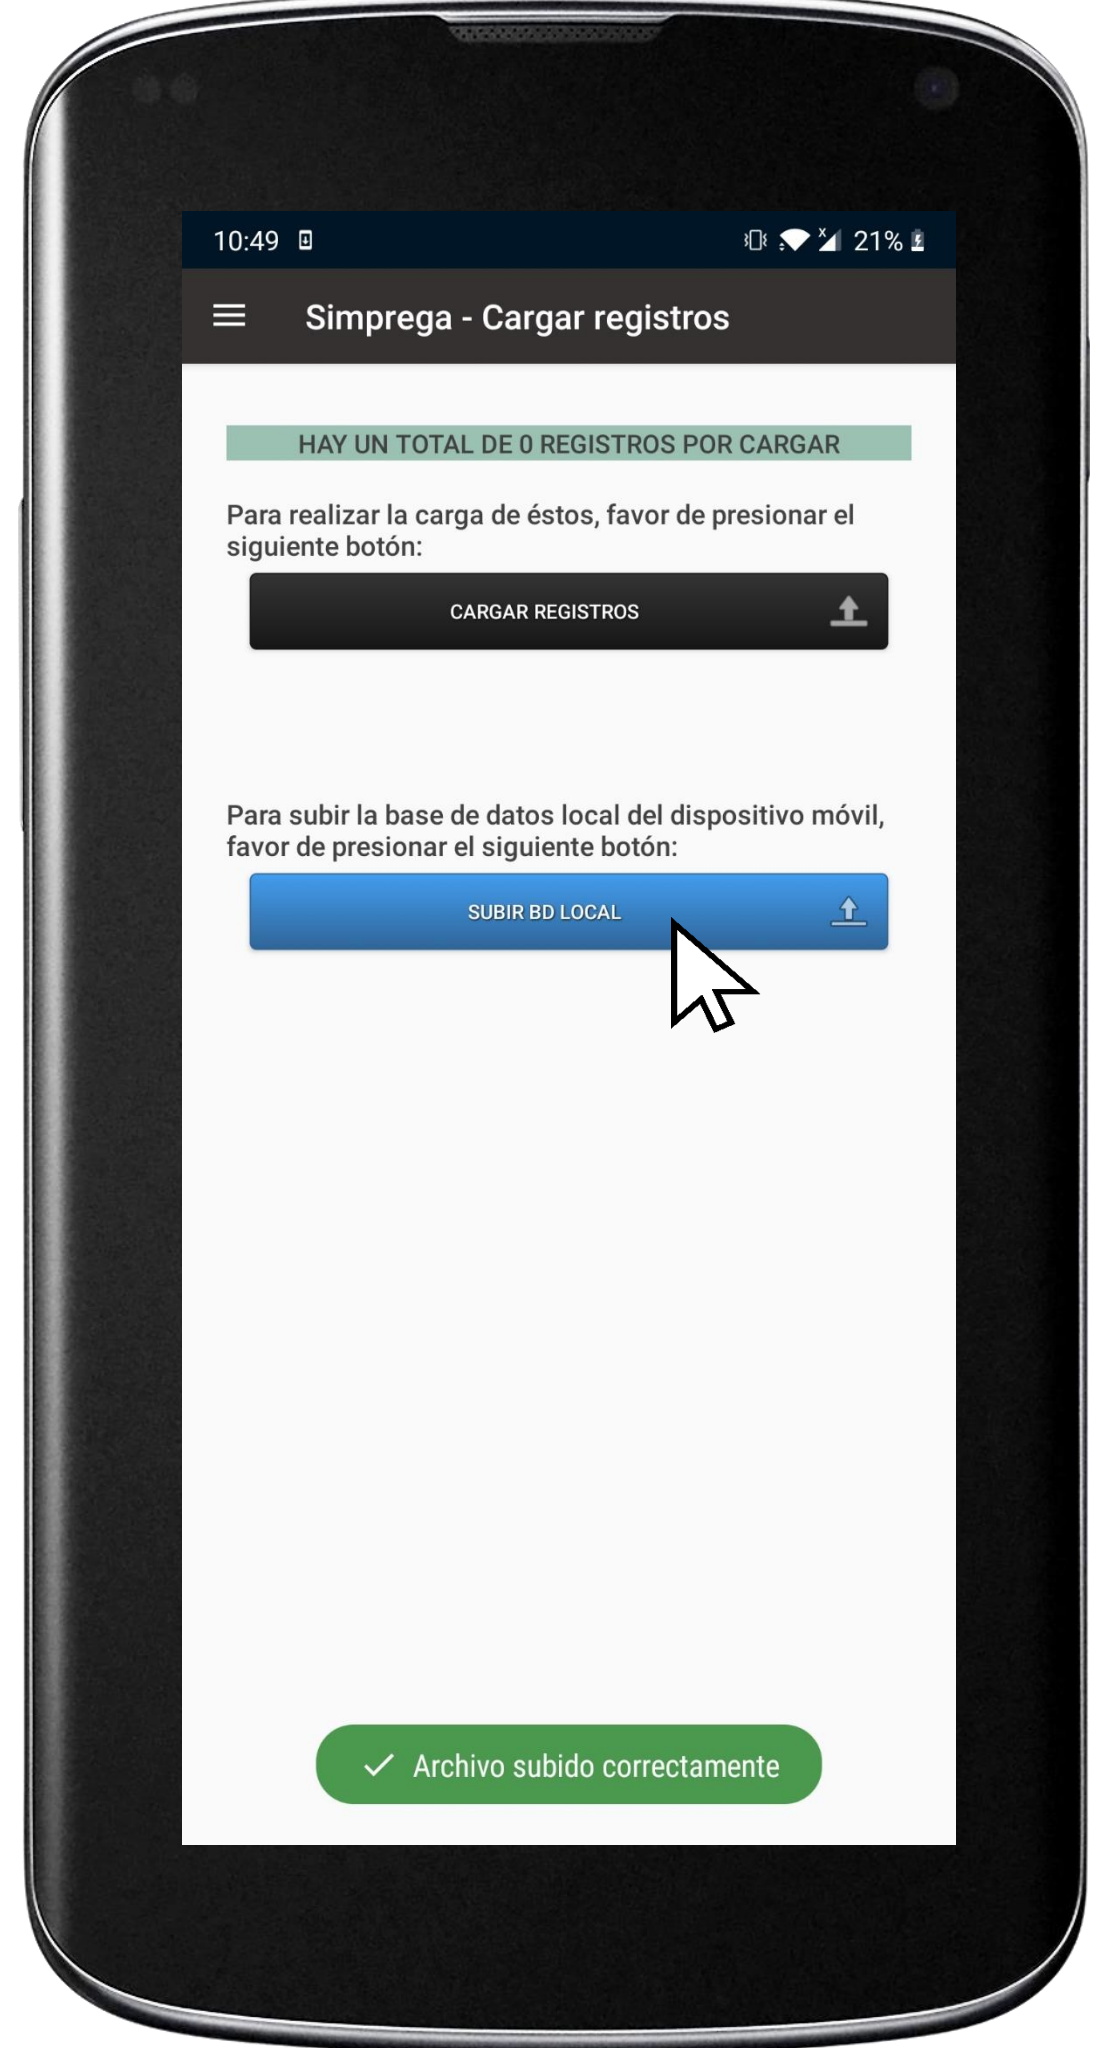 10:49
21%
Simprega - Cargar registros
HAY UN TOTAL DE 0 REGISTROS POR CARGAR
Para realizar la carga de éstos, favor de presionar el
siguiente botón:
CARGAR REGISTROS
Para subir la base de datos local del dispositivo móvil,
favor de presionar el siguiente botón:
SUBIR BD LOCAL
Archivo subido correctamente